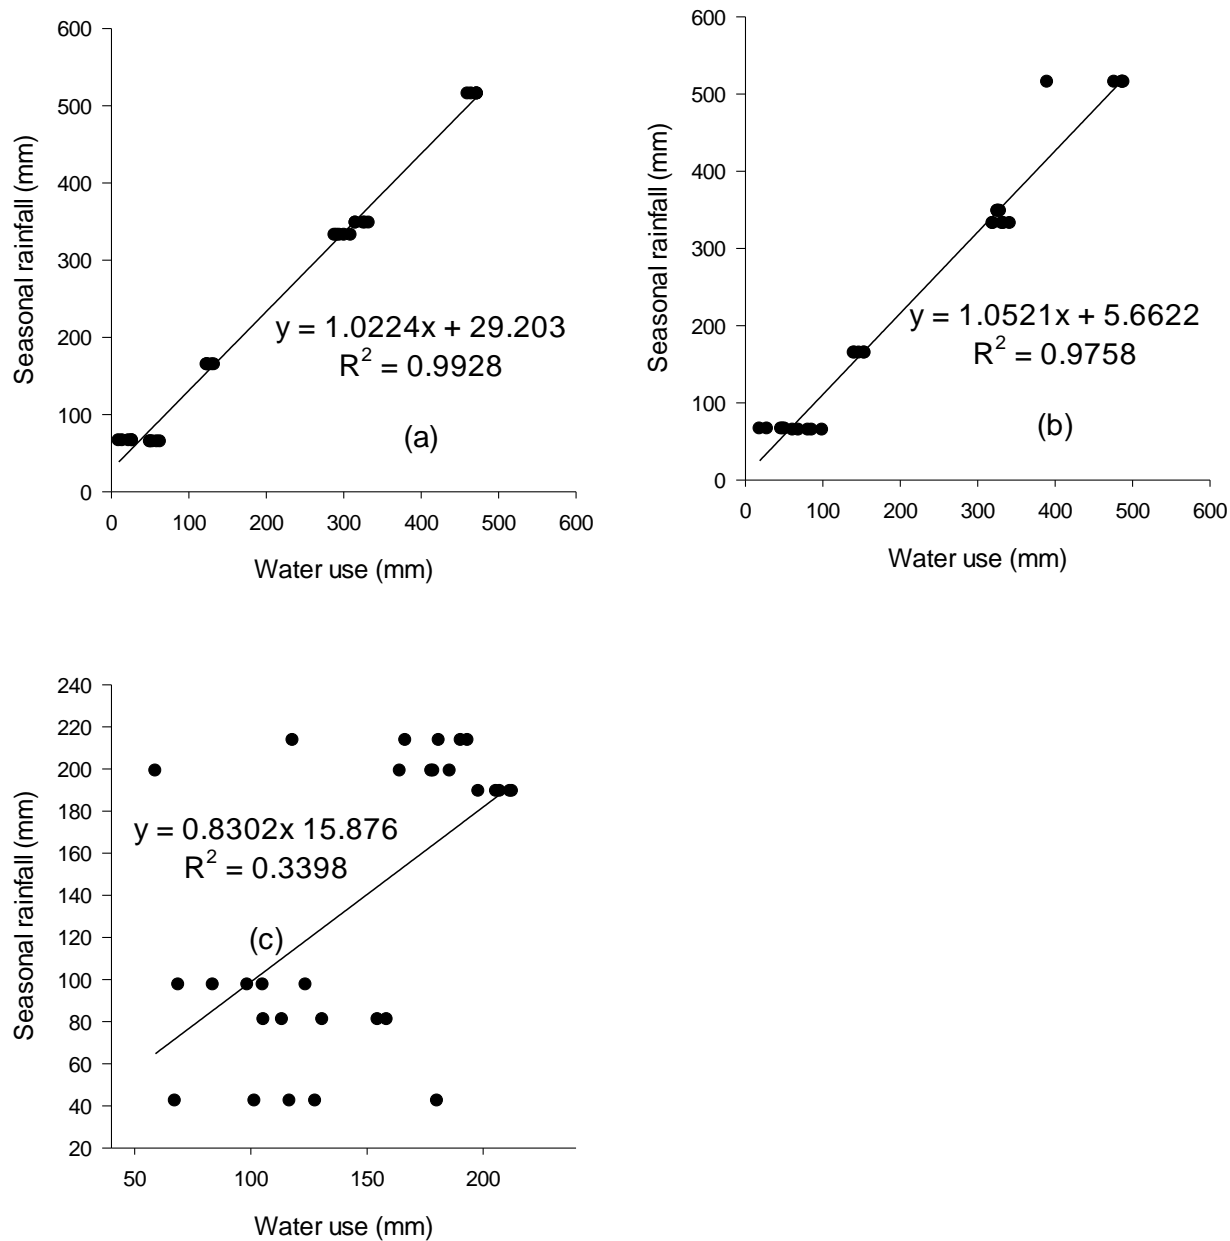 600
500
400
300
200
100
0
Seasonal rainfall (mm)
y = 1.0224x + 29.203
R² = 0.9928
(a)
0 100 200 300 400 500 600
Water use (mm)
600
500
400
300
200
100
0
Seasonal rainfall (mm)
y = 1.0521x + 5.6622
R² = 0.9758
(b)
0 100 200 300 400 500 600
Water use (mm)
240
220
200
180
160
140
120
100
80
60
40
20
Seasonal rainfall (mm)
y = 0.8302x 15.876
R² = 0.3398
(c)
50 100 150 200
Water use (mm)